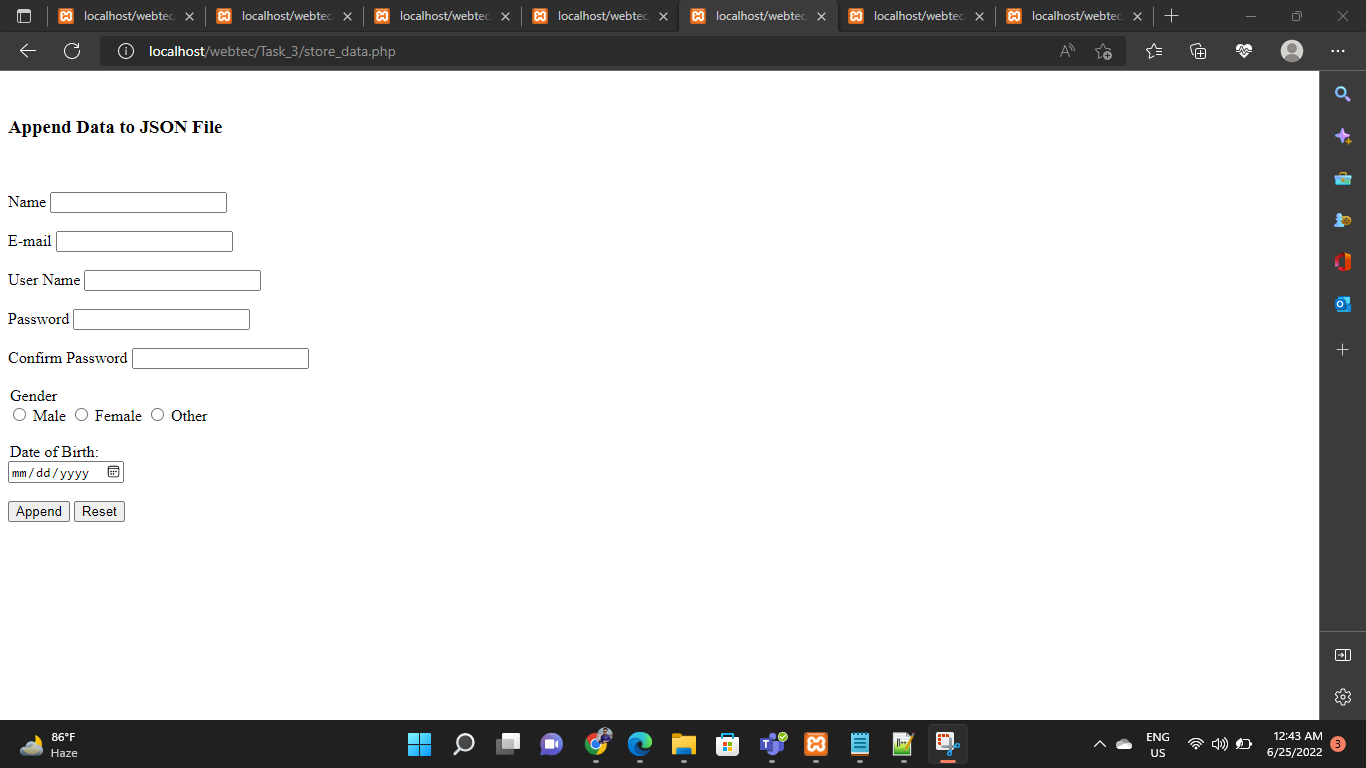 localhost/webtec localhost/webtec localhost/webtec localhost/webtec localhost/webtec localhost/webtec localhost/webtec
localhost/webtec/Task_3/store_data.php
Append Data to JSON File
Name
E-mail
User Name
Password
Confirm Password
Gender
Male Female Other
Date of Birth:
mm/dd/yyyy
Append Reset
86°F
Haze
ENG
US
12:43 AM
6/25/2022
3